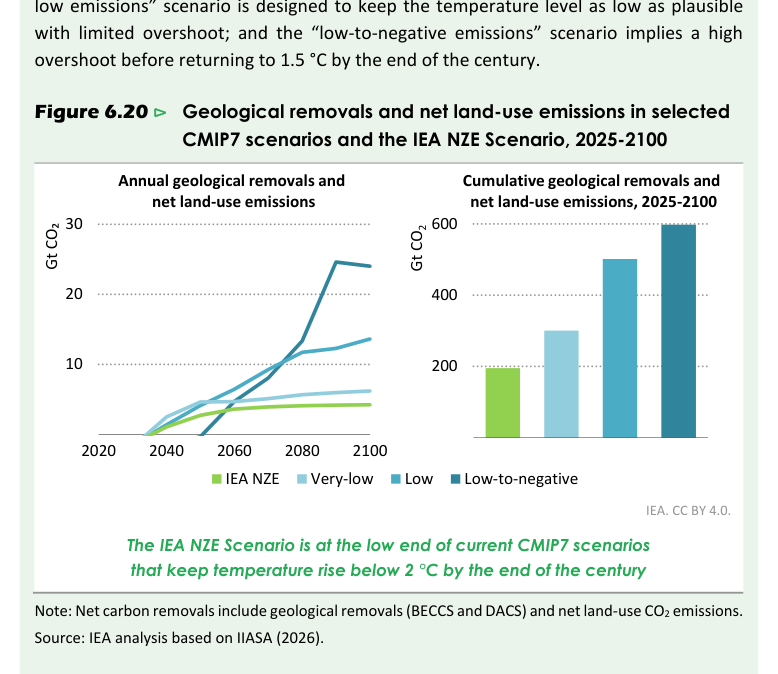 low emissions” scenario is designed to keep the temperature level as low as plausible
with limited overshoot; and the “low-to-negative emissions” scenario implies a high
overshoot before returning to 1.5 °C by the end of the century.
Figure 6.20 ⊳ Geological removals and net land-use emissions in selected
CMIP7 scenarios and the IEA NZE Scenario, 2025-2100
Annual geological removals and
net land-use emissions
Gt CO₂
30
20
10
2020 2040 2060 2080 2100
Cumulative geological removals and
net land-use emissions, 2025-2100
Gt CO₂
600
400
200
IEA NZE Very-low Low Low-to-negative
IEA. CC BY 4.0.
The IEA NZE Scenario is at the low end of current CMIP7 scenarios
that keep temperature rise below 2 °C by the end of the century
Note: Net carbon removals include geological removals (BECCS and DACS) and net land-use CO₂ emissions.
Source: IEA analysis based on IIASA (2026).